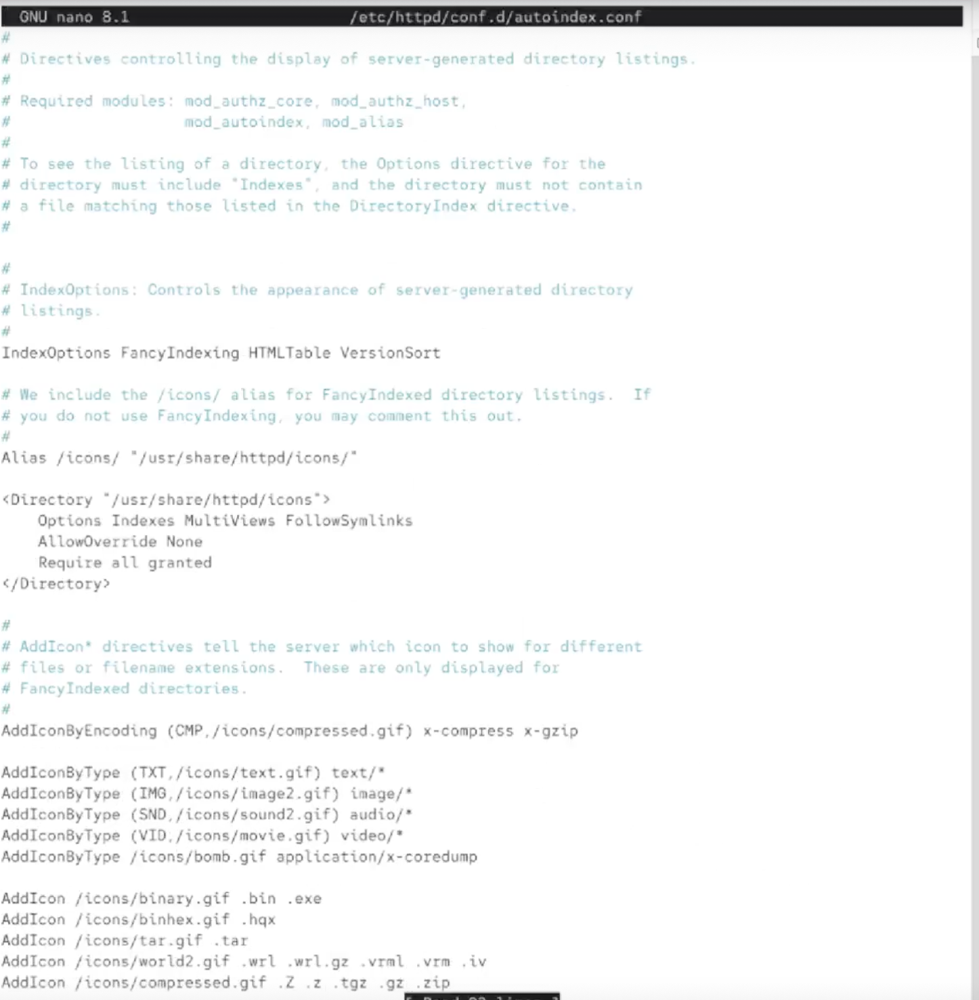 GNU nano 8.1 /etc/httpd/conf.d/autoindex.conf
#
# Directives controlling the display of server-generated directory listings.
#
# Required modules: mod_authz_core, mod_authz_host,
#                   mod_autoindex, mod_alias
#
# To see the listing of a directory, the Options directive for the
# directory must include "Indexes", and the directory must not contain
# a file matching those listed in the DirectoryIndex directive.
#
#
# IndexOptions: Controls the appearance of server-generated directory
# listings.
#
IndexOptions FancyIndexing HTMLTable VersionSort
# We include the /icons/ alias for FancyIndexed directory listings.  If
# you do not use FancyIndexing, you may comment this out.
#
Alias /icons/ "/usr/share/httpd/icons/"
<Directory "/usr/share/httpd/icons">
    Options Indexes MultiViews FollowSymlinks
    AllowOverride None
    Require all granted
</Directory>
#
# AddIcon* directives tell the server which icon to show for different
# files or filename extensions.  These are only displayed for
# FancyIndexed directories.
#
AddIconByEncoding (CMP,/icons/compressed.gif) x-compress x-gzip
AddIconByType (TXT,/icons/text.gif) text/*
AddIconByType (IMG,/icons/image2.gif) image/*
AddIconByType (SND,/icons/sound2.gif) audio/*
AddIconByType (VID,/icons/movie.gif) video/*
AddIconByType /icons/bomb.gif application/x-coredump
AddIcon /icons/binary.gif .bin .exe
AddIcon /icons/binhex.gif .hqx
AddIcon /icons/tar.gif .tar
AddIcon /icons/world2.gif .wrl .wrl.gz .vrml .vrm .iv
AddIcon /icons/compressed.gif .Z .z .tgz .gz .zip